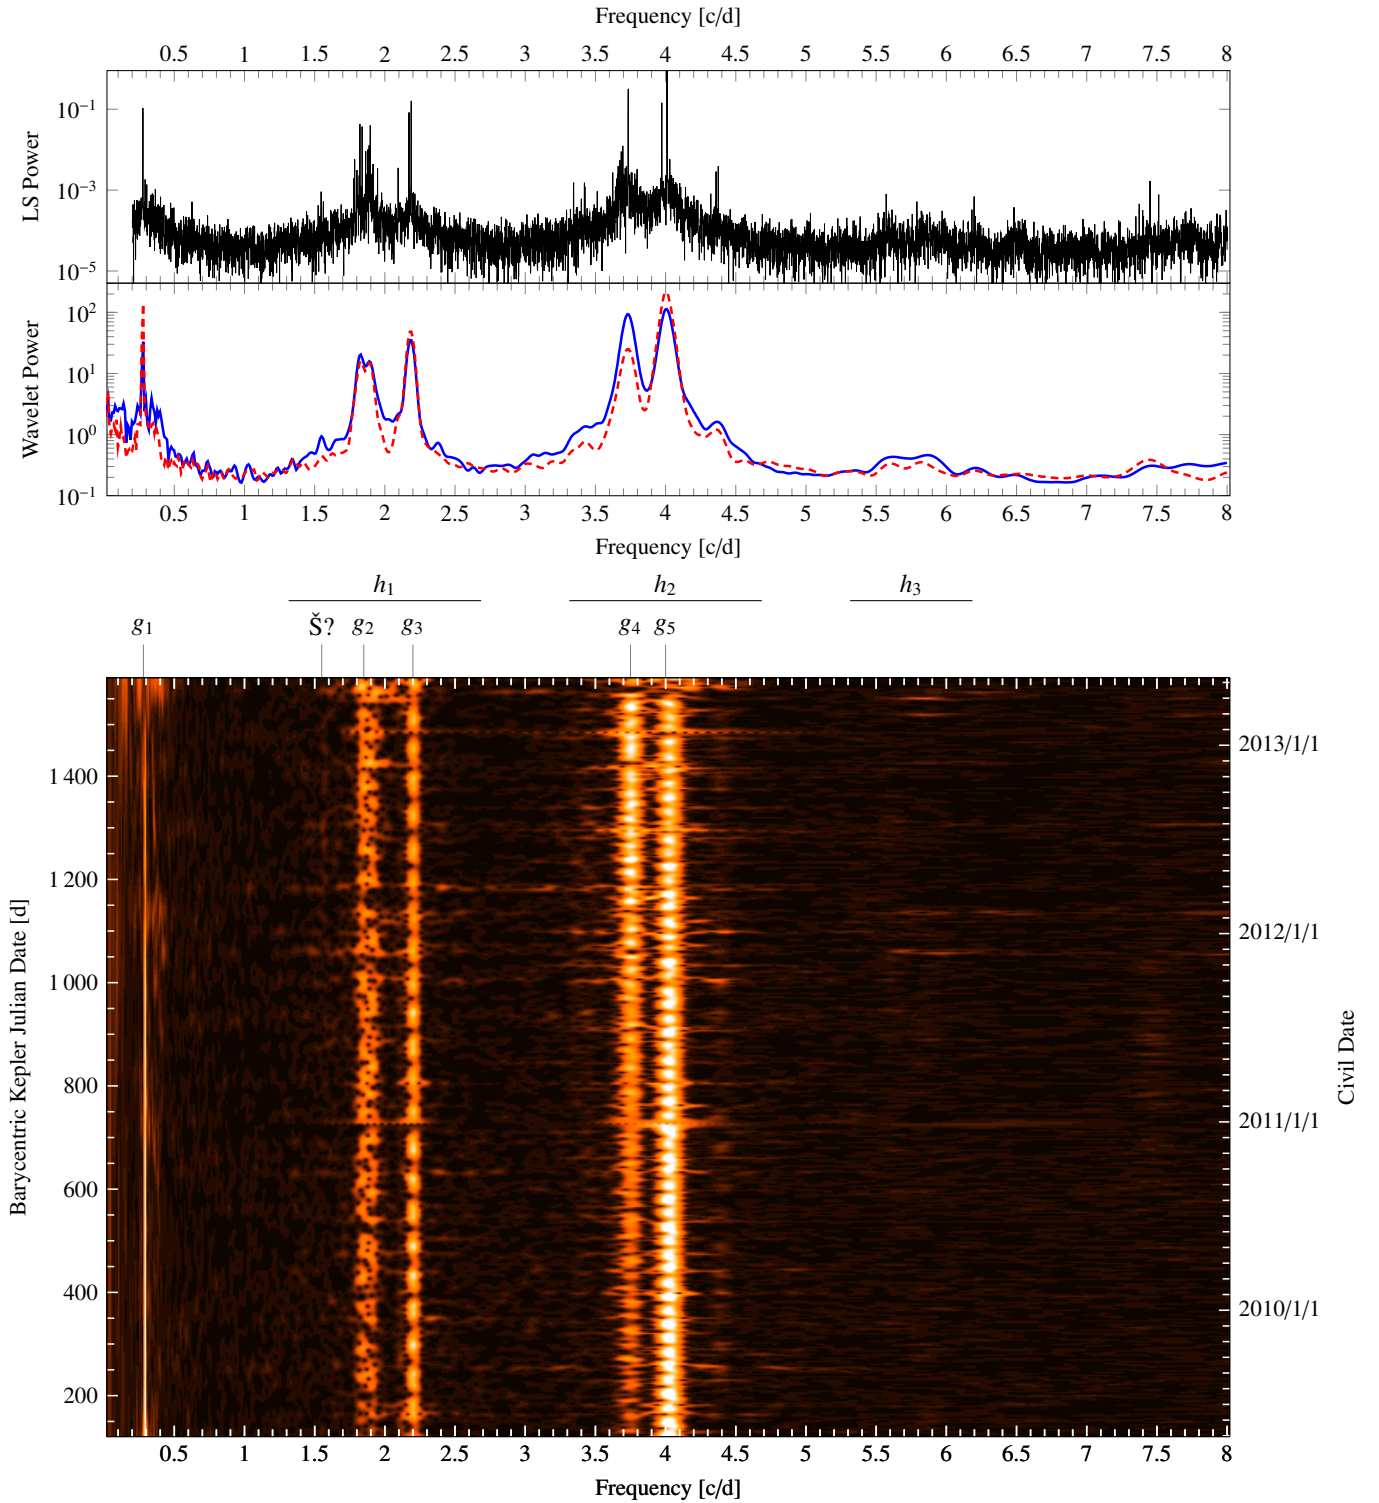 Frequency [c/d]
0.5 1 1.5 2 2.5 3 3.5 4 4.5 5 5.5 6 6.5 7 7.5 8
LS Power
10⁻¹
10⁻³
10⁻⁵
Wavelet Power
10²
10¹
10⁰
10⁻¹
0.5 1 1.5 2 2.5 3 3.5 4 4.5 5 5.5 6 6.5 7 7.5 8
Frequency [c/d]
h₁ h₂ h₃
g₁ Š? g₂ g₃ g₄ g₅
Barycentric Kepler Julian Date [d]
1 400
1 200
1 000
800
600
400
200
2013/1/1
2012/1/1
2011/1/1
2010/1/1
Civil Date
0.5 1 1.5 2 2.5 3 3.5 4 4.5 5 5.5 6 6.5 7 7.5 8
Frequency [c/d]